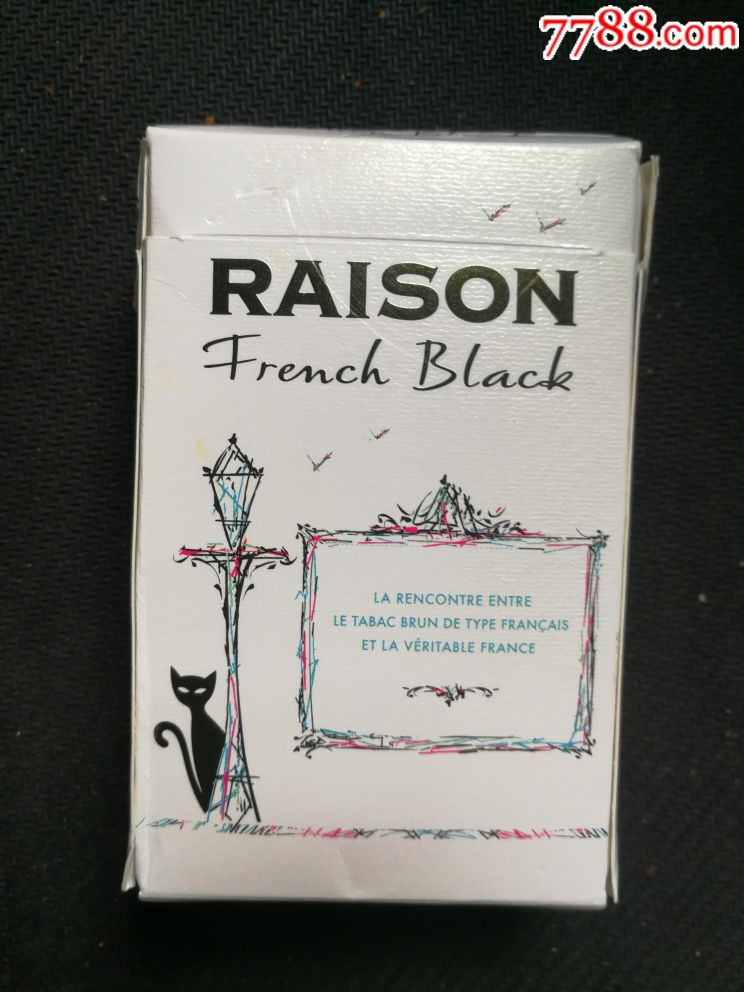 7788.com
RAISON
French Black
LA RENCONTRE ENTRE
LE TABAC BRUN DE TYPE FRANÇAIS
ET LA VÉRITABLE FRANCE